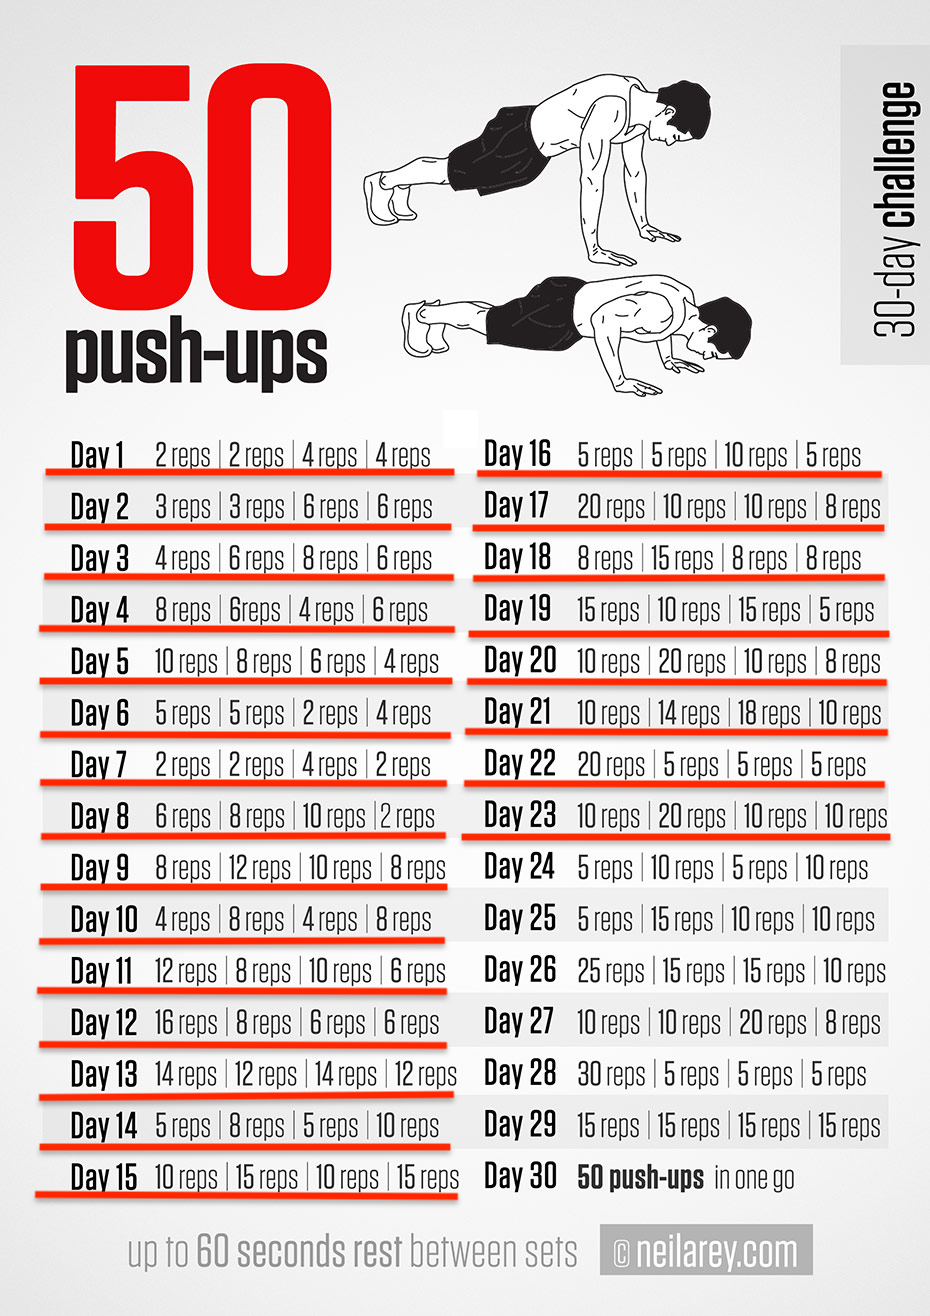 50
push-ups
30-day challenge
Day 1 2 reps | 2 reps | 4 reps | 4 reps
Day 2 3 reps | 3 reps | 6 reps | 6 reps
Day 3 4 reps | 6 reps | 8 reps | 6 reps
Day 4 8 reps | 6reps | 4 reps | 6 reps
Day 5 10 reps | 8 reps | 6 reps | 4 reps
Day 6 5 reps | 5 reps | 2 reps | 4 reps
Day 7 2 reps | 2 reps | 4 reps | 2 reps
Day 8 6 reps | 8 reps | 10 reps | 2 reps
Day 9 8 reps | 12 reps | 10 reps | 8 reps
Day 10 4 reps | 8 reps | 4 reps | 8 reps
Day 11 12 reps | 8 reps | 10 reps | 6 reps
Day 12 16 reps | 8 reps | 6 reps | 6 reps
Day 13 14 reps | 12 reps | 14 reps | 12 reps
Day 14 5 reps | 8 reps | 5 reps | 10 reps
Day 15 10 reps | 15 reps | 10 reps | 15 reps
Day 16 5 reps | 5 reps | 10 reps | 5 reps
Day 17 20 reps | 10 reps | 10 reps | 8 reps
Day 18 8 reps | 15 reps | 8 reps | 8 reps
Day 19 15 reps | 10 reps | 15 reps | 5 reps
Day 20 10 reps | 20 reps | 10 reps | 8 reps
Day 21 10 reps | 14 reps | 18 reps | 10 reps
Day 22 20 reps | 5 reps | 5 reps | 5 reps
Day 23 10 reps | 20 reps | 10 reps | 10 reps
Day 24 5 reps | 10 reps | 5 reps | 10 reps
Day 25 5 reps | 15 reps | 10 reps | 10 reps
Day 26 25 reps | 15 reps | 15 reps | 10 reps
Day 27 10 reps | 10 reps | 20 reps | 8 reps
Day 28 30 reps | 5 reps | 5 reps | 5 reps
Day 29 15 reps | 15 reps | 15 reps | 15 reps
Day 30 50 push-ups in one go
up to 60 seconds rest between sets
© neilarey.com